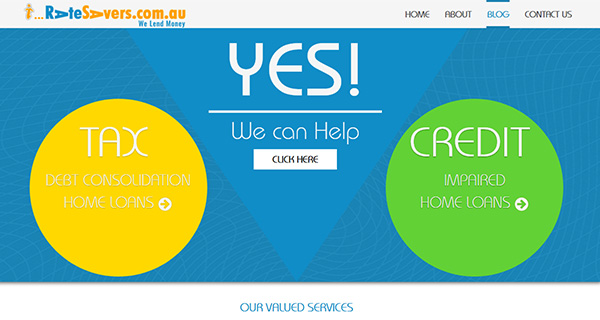 ...RateSavers.com.au
We Lend Money
HOME ABOUT BLOG CONTACT US
YES!
We can Help
CLICK HERE
TAX
DEBT CONSOLIDATION
HOME LOANS
CREDIT
IMPAIRED
HOME LOANS
OUR VALUED SERVICES